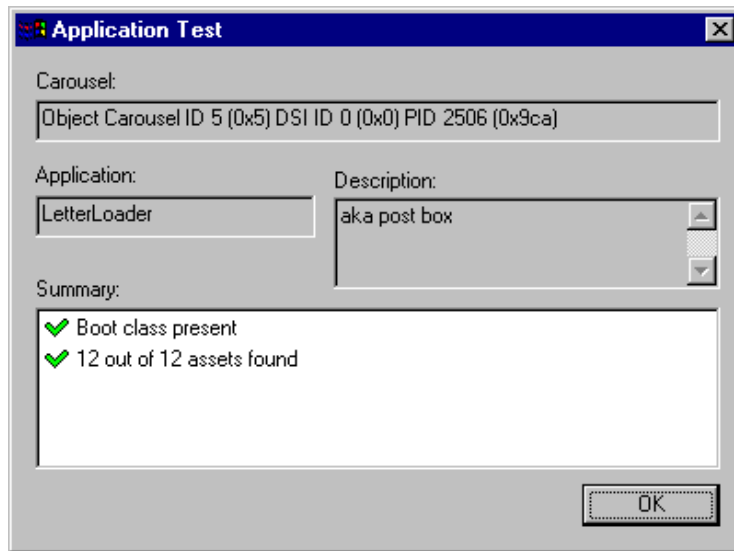 Application Test
Carousel:
Object Carousel ID 5 (0x5) DSI ID 0 (0x0) PID 2506 (0x9ca)
Application:
LetterLoader
Description:
aka post box
Summary:
Boot class present
12 out of 12 assets found
OK